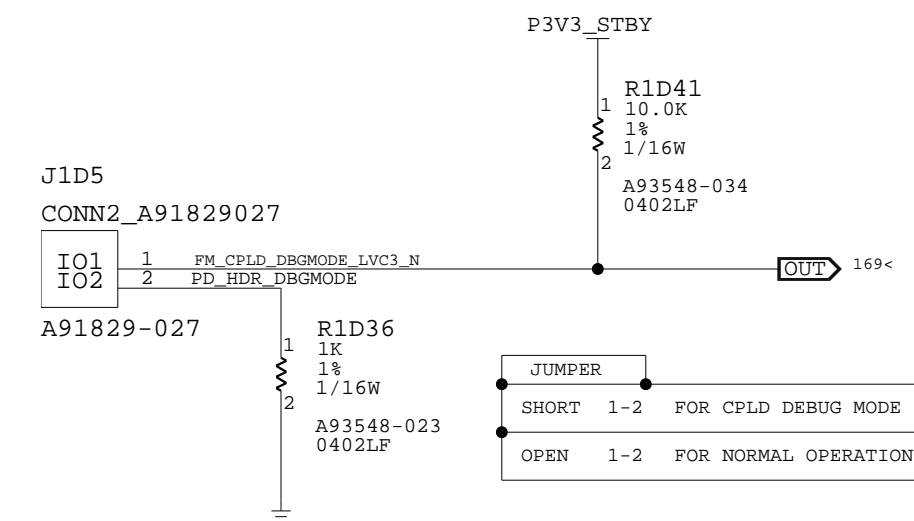 P3V3_STBY
R1D41
1
10.0K
1%
1/16W
2
A93548-034
0402LF
J1D5
CONN2_A91829027
IO1 1 FM_CPLD_DBGMODE_LVC3_N
IO2 2 PD_HDR_DBGMODE
OUT 169<
A91829-027
R1D36
1
1K
1%
1/16W
2
A93548-023
0402LF
JUMPER
SHORT 1-2 FOR CPLD DEBUG MODE
OPEN 1-2 FOR NORMAL OPERATION